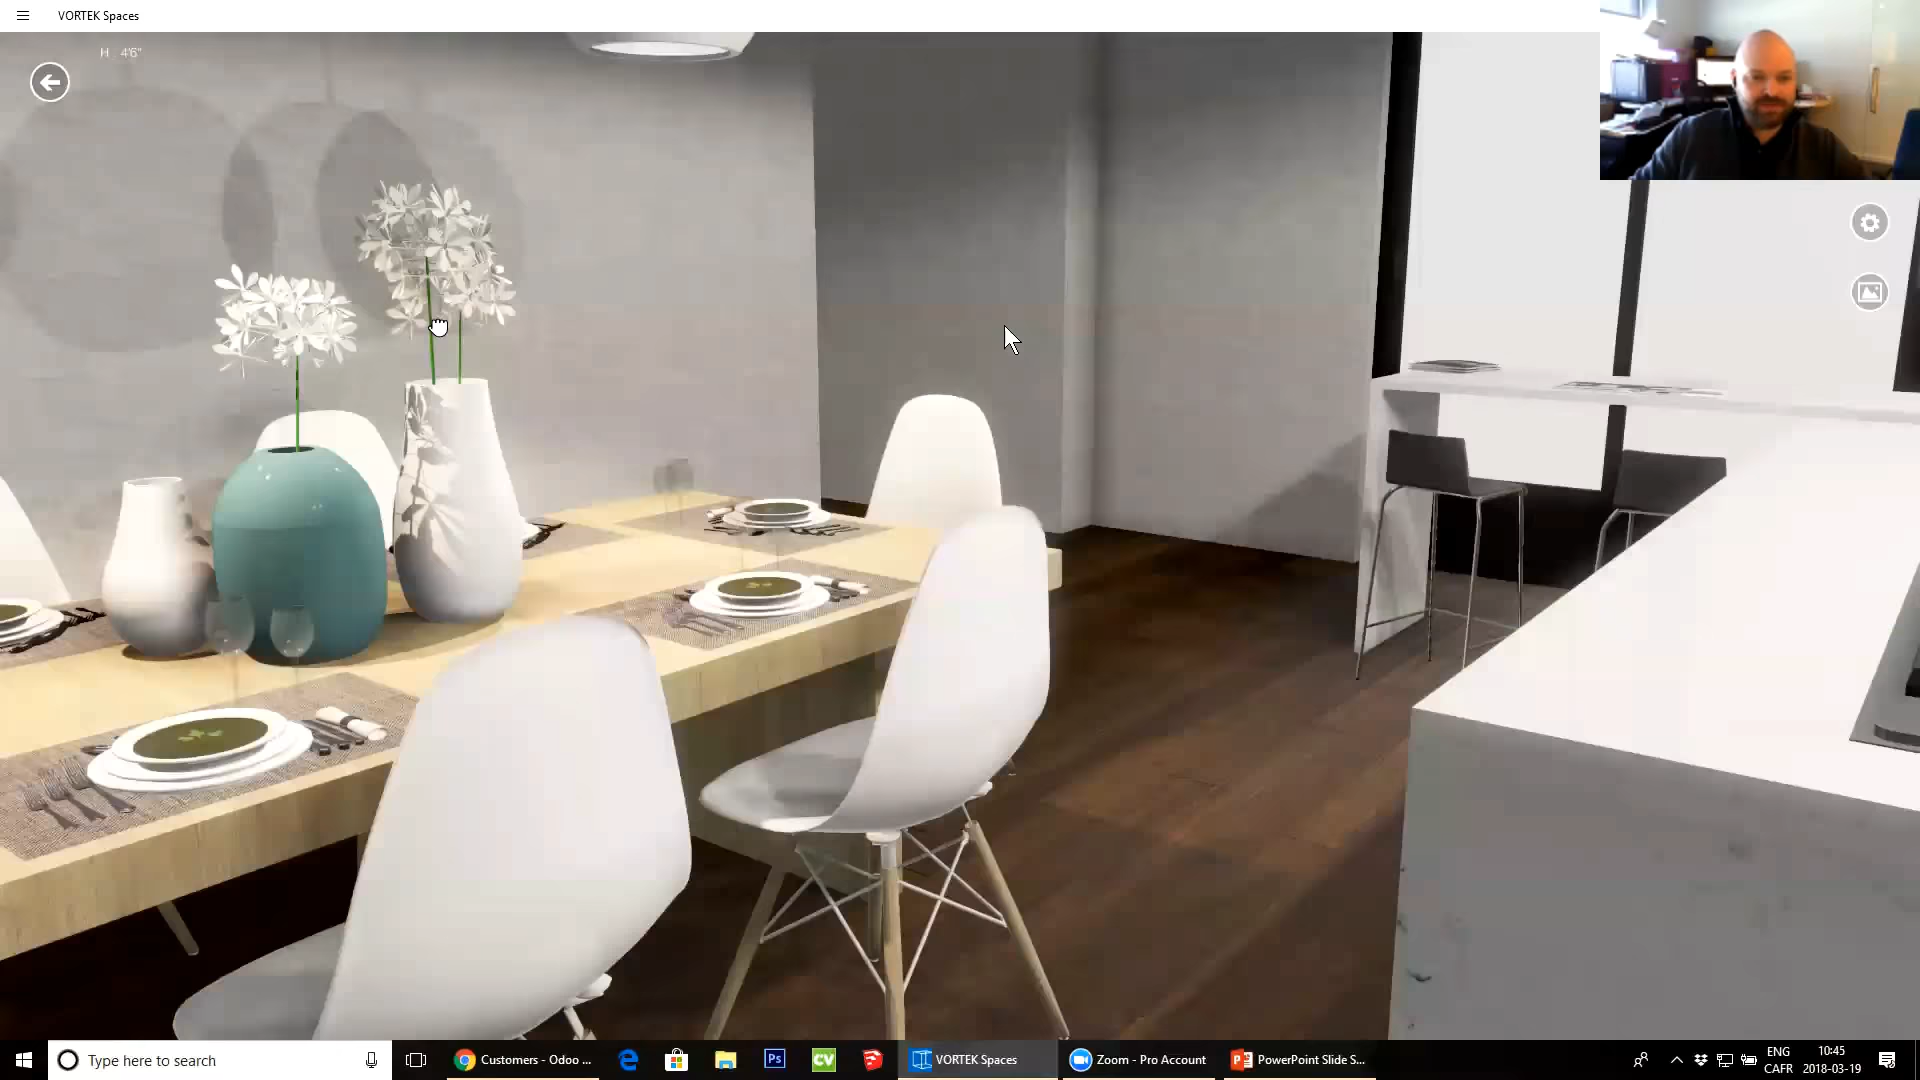 VORTEK Spaces
H 4'6"
Type here to search
Customers - Odoo ...
Ps
CV
VORTEK Spaces
Zoom - Pro Account
PowerPoint Slide S...
ENG
CAFR
10:45
2018-03-19